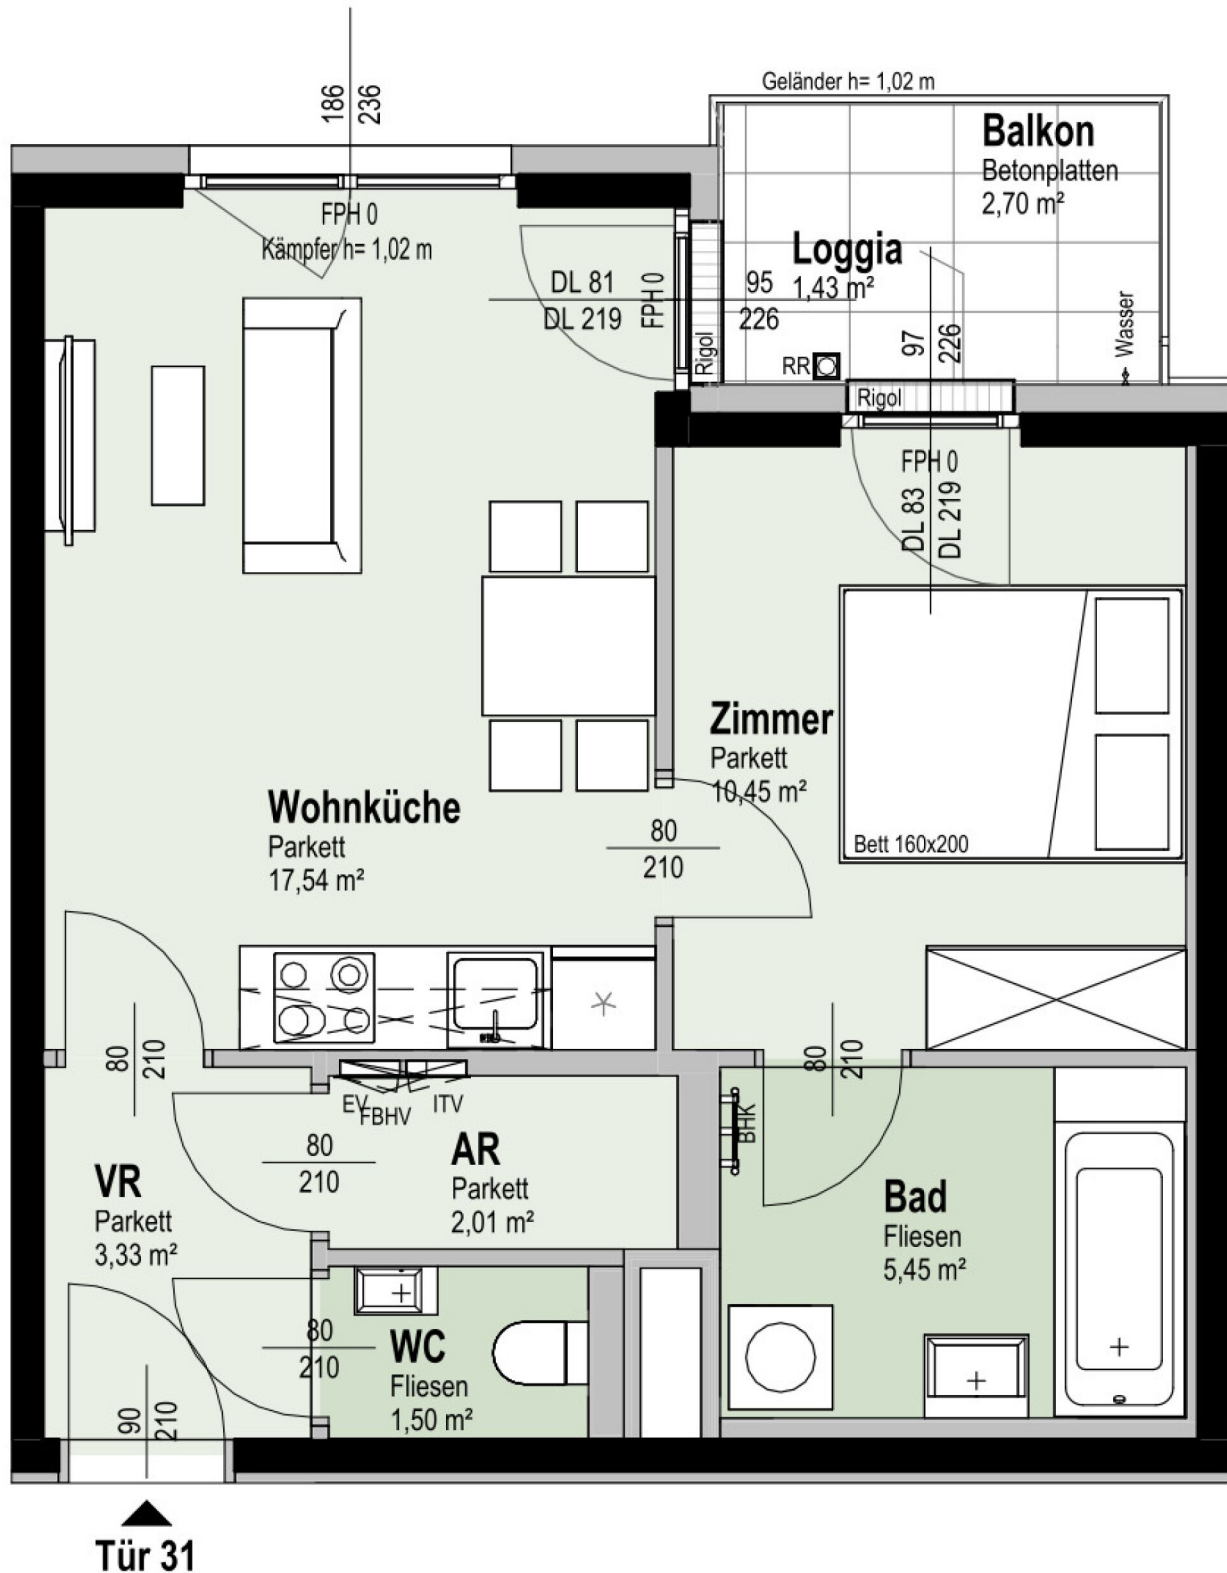 186
236
Geländer h= 1,02 m
Balkon
Betonplatten
2,70 m²
FPH 0
Kämpfer h= 1,02 m
DL 81
DL 219
FPH 0
Rigol
95
226
Loggia
1,43 m²
97
226
RR
Wasser
Rigol
FPH 0
DL 83
DL 219
Zimmer
Parkett
10,45 m²
Bett 160x200
Wohnküche
Parkett
17,54 m²
80
210
80
210
80
210
EV
FBHV
ITV
BHK
80
210
AR
Parkett
2,01 m²
VR
Parkett
3,33 m²
Bad
Fliesen
5,45 m²
80
210
WC
Fliesen
1,50 m²
90
210
Tür 31